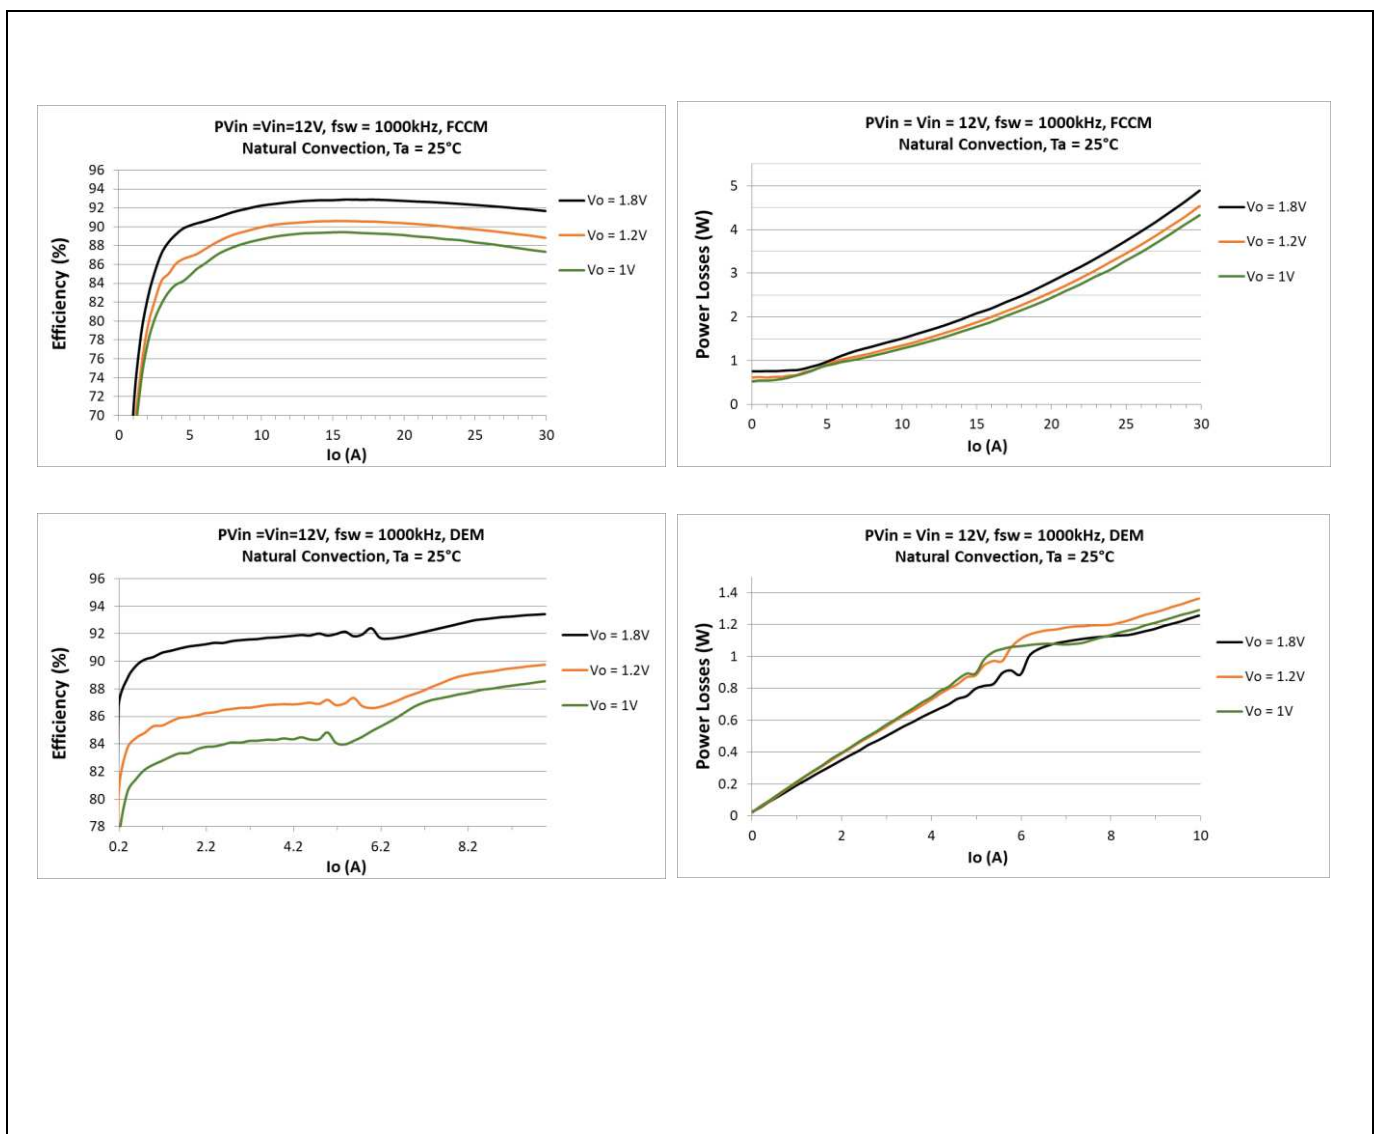 PVin =Vin=12V, fsw = 1000kHz, FCCM
Natural Convection, Ta = 25°C
Efficiency (%)
96
94
92
90
88
86
84
82
80
78
76
74
72
70
0 5 10 15 20 25 30
Io (A)
Vo = 1.8V
Vo = 1.2V
Vo = 1V
PVin = Vin = 12V, fsw = 1000kHz, FCCM
Natural Convection, Ta = 25°C
Power Losses (W)
5
4
3
2
1
0
0 5 10 15 20 25 30
Io (A)
Vo = 1.8V
Vo = 1.2V
Vo = 1V
PVin =Vin=12V, fsw = 1000kHz, DEM
Natural Convection, Ta = 25°C
Efficiency (%)
96
94
92
90
88
86
84
82
80
78
0.2 2.2 4.2 6.2 8.2
Io (A)
Vo = 1.8V
Vo = 1.2V
Vo = 1V
PVin = Vin = 12V, fsw = 1000kHz, DEM
Natural Convection, Ta = 25°C
Power Losses (W)
1.4
1.2
1
0.8
0.6
0.4
0.2
0
0 2 4 6 8 10
Io (A)
Vo = 1.8V
Vo = 1.2V
Vo = 1V